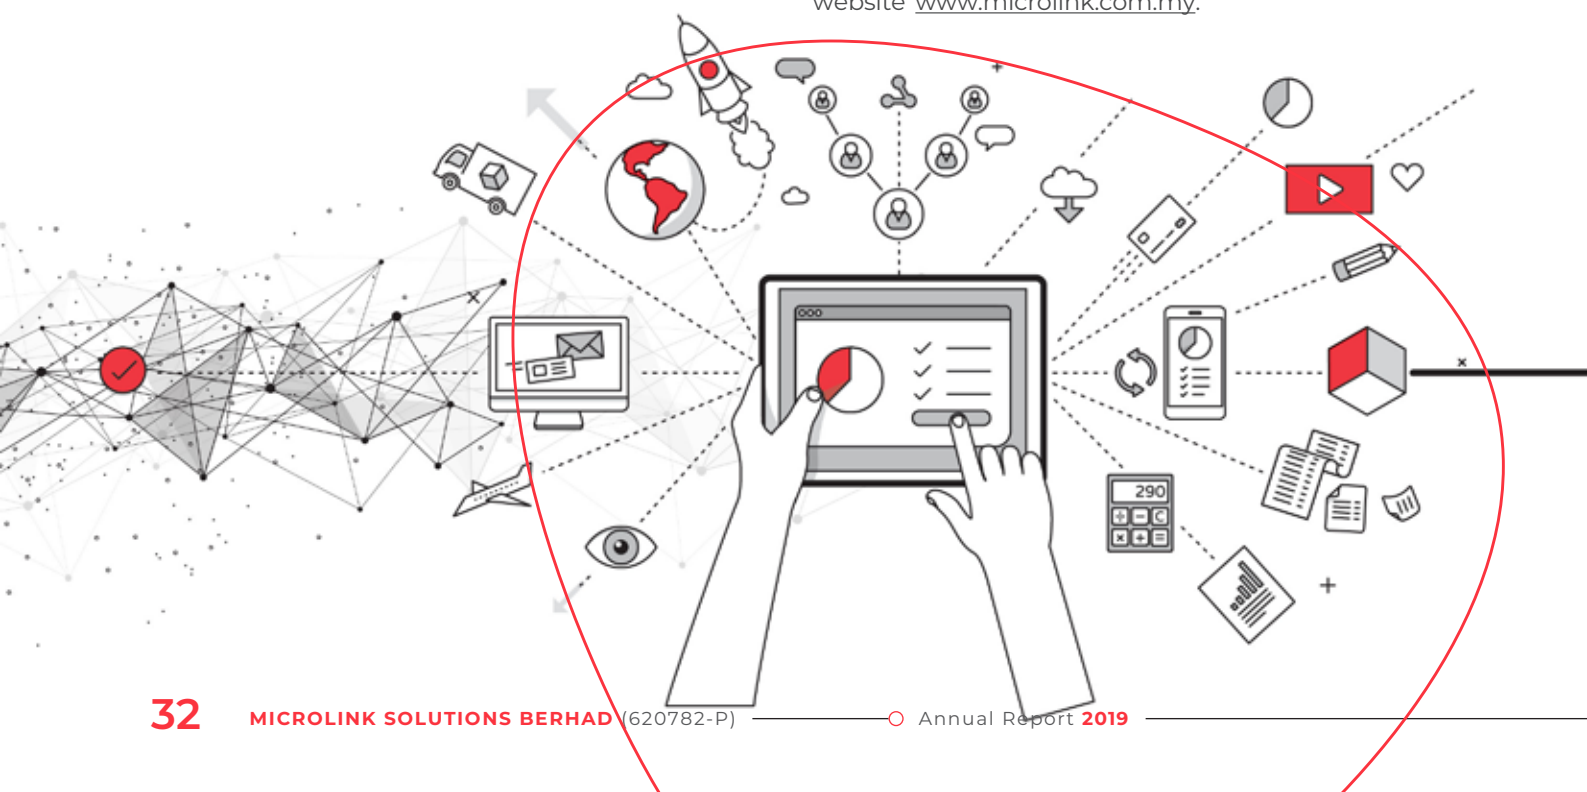 website www.microlink.com.my.
290
÷ − C
× + =
32 MICROLINK SOLUTIONS BERHAD (620782-P) Annual Report 2019